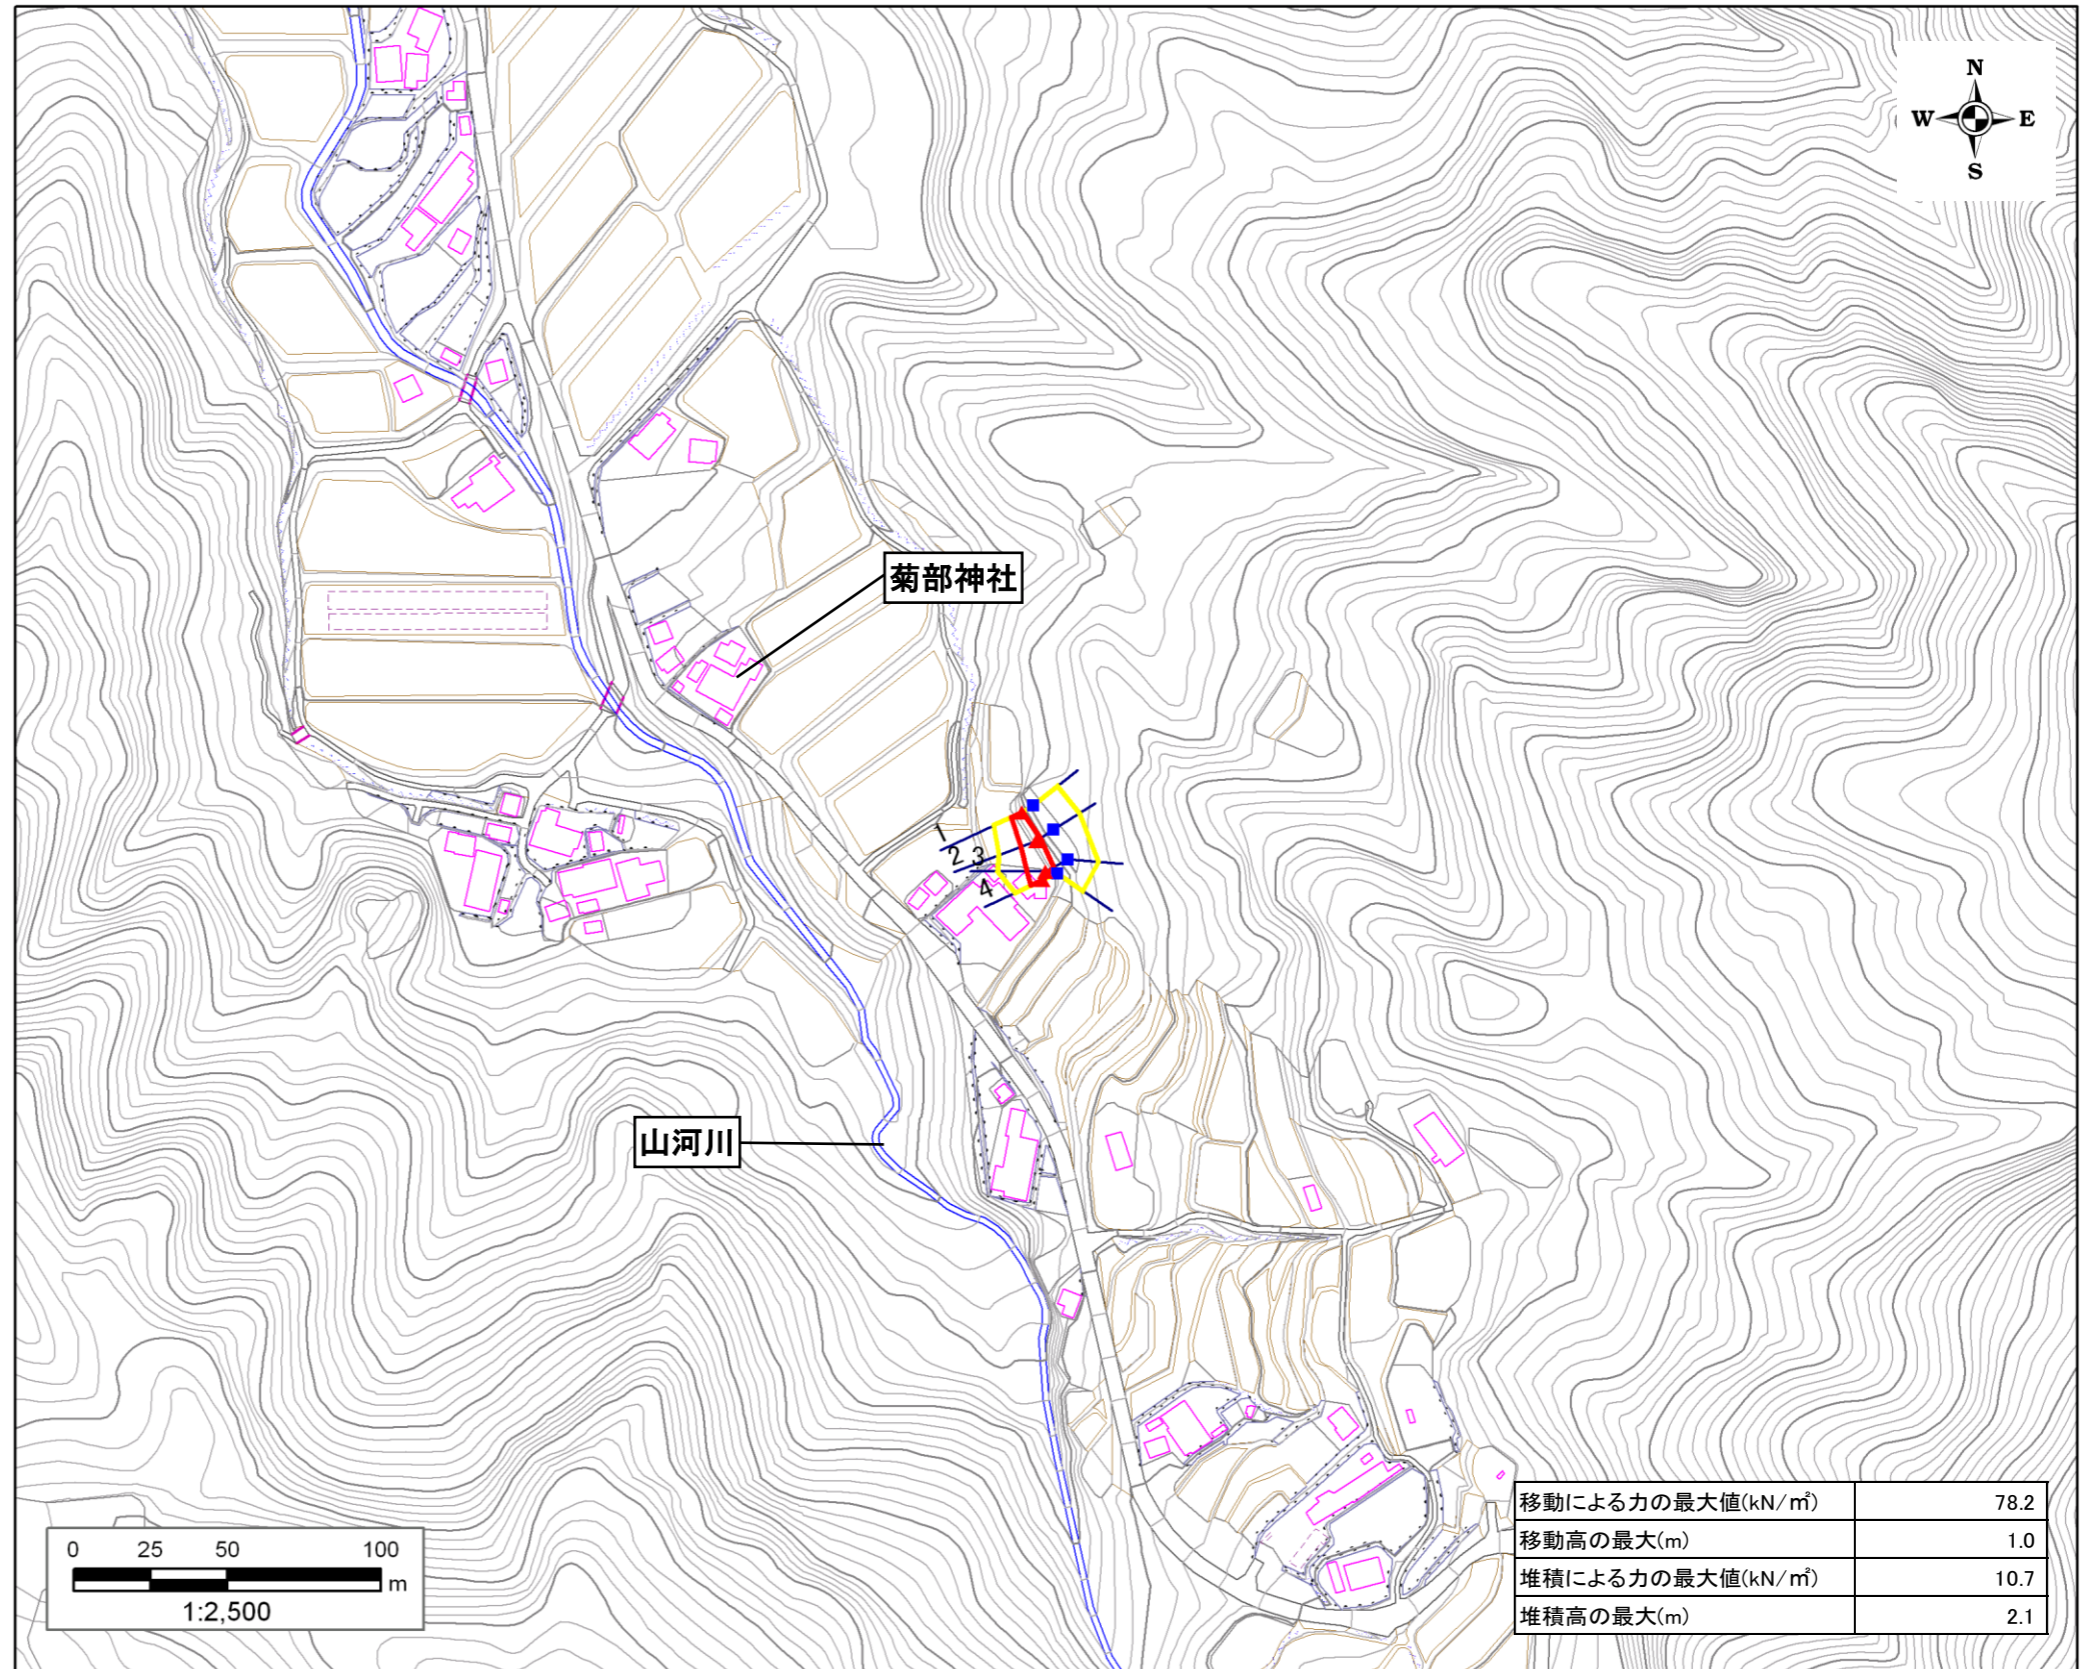 N
W E
S
菊部神社
1
2
3
4
山河川
0 25 50 100
m
1:2,500
移動による力の最大値(kN/㎡) 78.2
移動高の最大(m) 1.0
堆積による力の最大値(kN/㎡) 10.7
堆積高の最大(m) 2.1